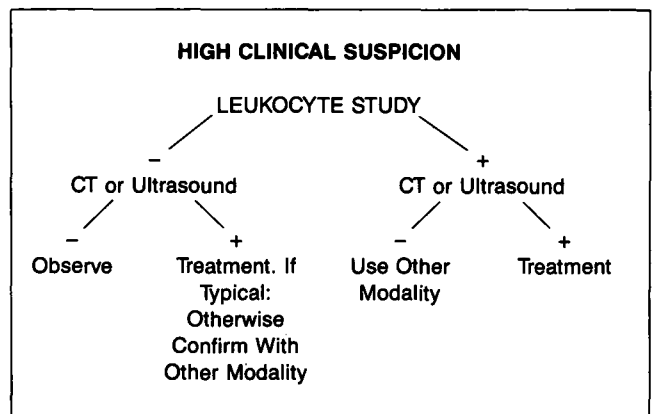 HIGH CLINICAL SUSPICION
LEUKOCYTE STUDY
− +
CT or Ultrasound CT or Ultrasound
− + − +
Observe Treatment. If Use Other Treatment
Typical: Modality
Otherwise
Confirm With
Other Modality